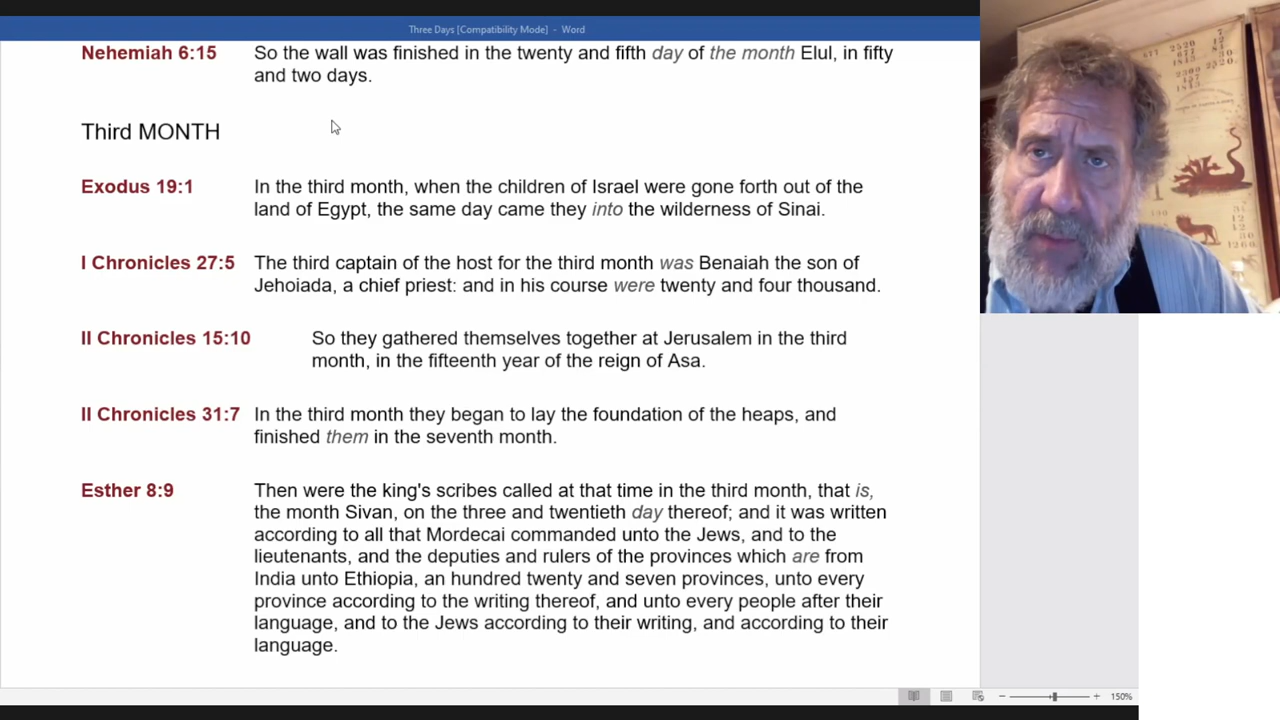 Three Days [Compatibility Mode] - Word
Nehemiah 6:15 So the wall was finished in the twenty and fifth day of the month Elul, in fifty
and two days.
Third MONTH
Exodus 19:1 In the third month, when the children of Israel were gone forth out of the
land of Egypt, the same day came they into the wilderness of Sinai.
I Chronicles 27:5 The third captain of the host for the third month was Benaiah the son of
Jehoiada, a chief priest: and in his course were twenty and four thousand.
II Chronicles 15:10 So they gathered themselves together at Jerusalem in the third
month, in the fifteenth year of the reign of Asa.
II Chronicles 31:7 In the third month they began to lay the foundation of the heaps, and
finished them in the seventh month.
Esther 8:9 Then were the king's scribes called at that time in the third month, that is,
the month Sivan, on the three and twentieth day thereof; and it was written
according to all that Mordecai commanded unto the Jews, and to the
lieutenants, and the deputies and rulers of the provinces which are from
India unto Ethiopia, an hundred twenty and seven provinces, unto every
province according to the writing thereof, and unto every people after their
language, and to the Jews according to their writing, and according to their
language.
150%
677 2520
2300
1260